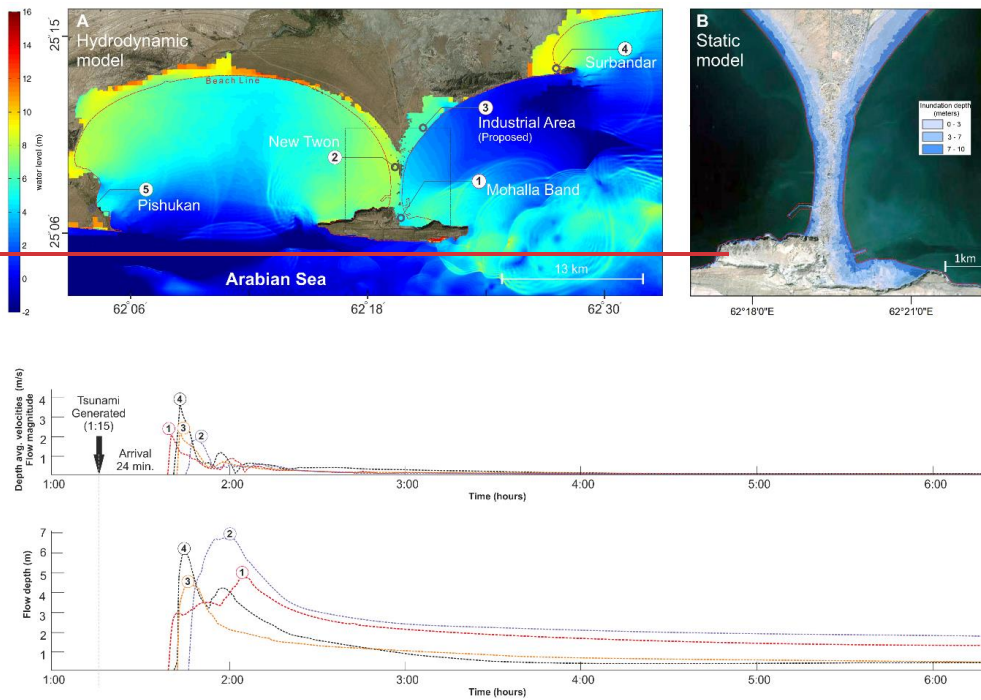 A
Hydrodynamic
model
16
14
12
10
8
6
4
2
0
-2
water level (m)
25°15′
25°06′
Beach Line
4
Surbandar
3
Industrial Area
(Proposed)
New Twon
2
1
Mohalla Band
5
Pishukan
Arabian Sea
13 km
62°06′
62°18′
62°30′
B
Static
model
Inundation depth
(meters)
0 - 3
3 - 7
7 - 10
1km
62°18'0"E
62°21'0"E
Depth avg. velocities (m/s)
Flow magnitude
4
3
2
1
Tsunami
Generated
(1:15)
Arrival
24 min.
1
4
3
2
1:00
2:00
3:00
4:00
5:00
6:00
Time (hours)
Flow depth (m)
7
6
5
4
3
2
1
4
3
2
1
1:00
2:00
3:00
4:00
5:00
6:00
Time (hours)